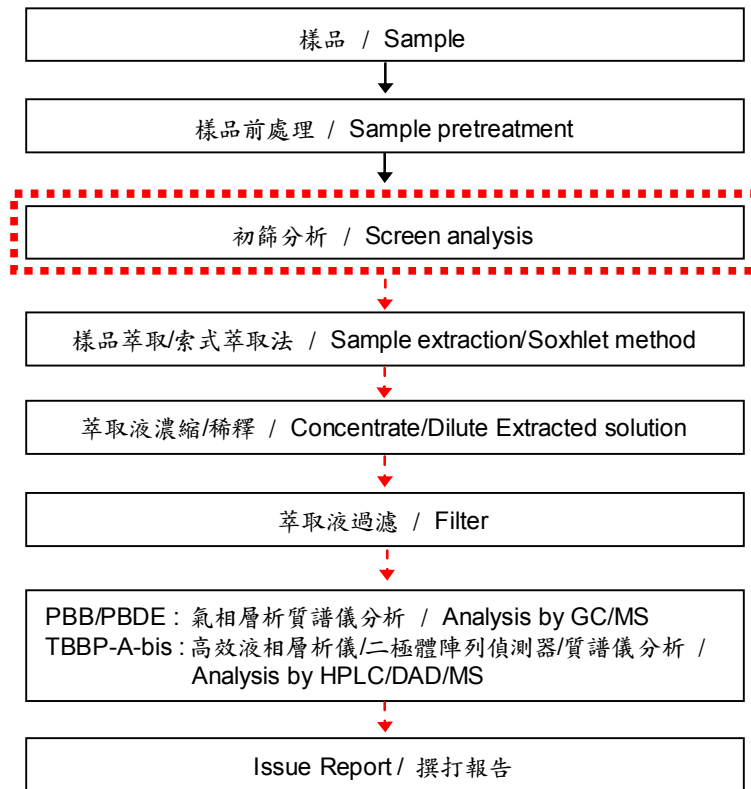 樣品 / Sample
樣品前處理 / Sample pretreatment
初篩分析 / Screen analysis
樣品萃取/索式萃取法 / Sample extraction/Soxhlet method
萃取液濃縮/稀釋 / Concentrate/Dilute Extracted solution
萃取液過濾 / Filter
PBB/PBDE : 氣相層析質譜儀分析 / Analysis by GC/MS
TBBP-A-bis : 高效液相層析儀/二極體陣列偵測器/質譜儀分析 /
Analysis by HPLC/DAD/MS
Issue Report / 撰打報告